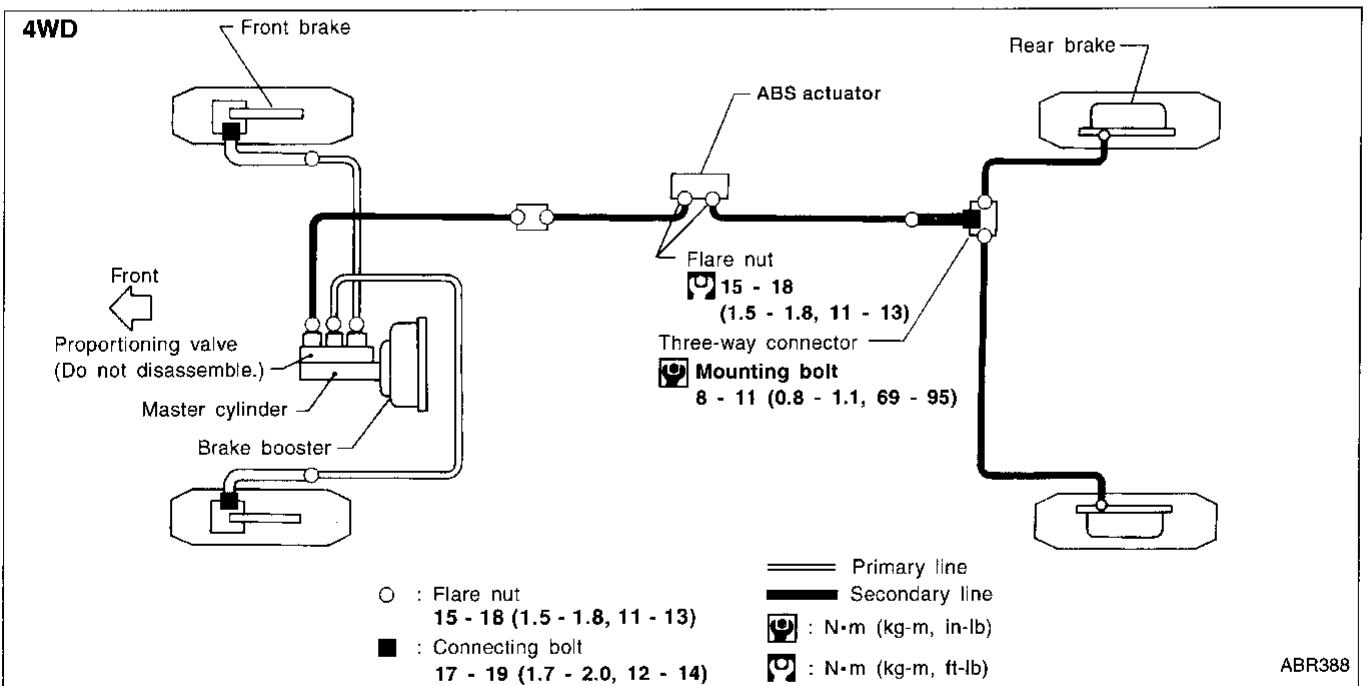 4WD
Front brake
Rear brake
ABS actuator
Front
Flare nut
15 - 18
(1.5 - 1.8, 11 - 13)
Proportioning valve
(Do not disassemble.)
Three-way connector
Mounting bolt
8 - 11 (0.8 - 1.1, 69 - 95)
Master cylinder
Brake booster
: Flare nut
15 - 18 (1.5 - 1.8, 11 - 13)
: Connecting bolt
17 - 19 (1.7 - 2.0, 12 - 14)
Primary line
Secondary line
: N•m (kg-m, in-lb)
: N•m (kg-m, ft-lb)
ABR388